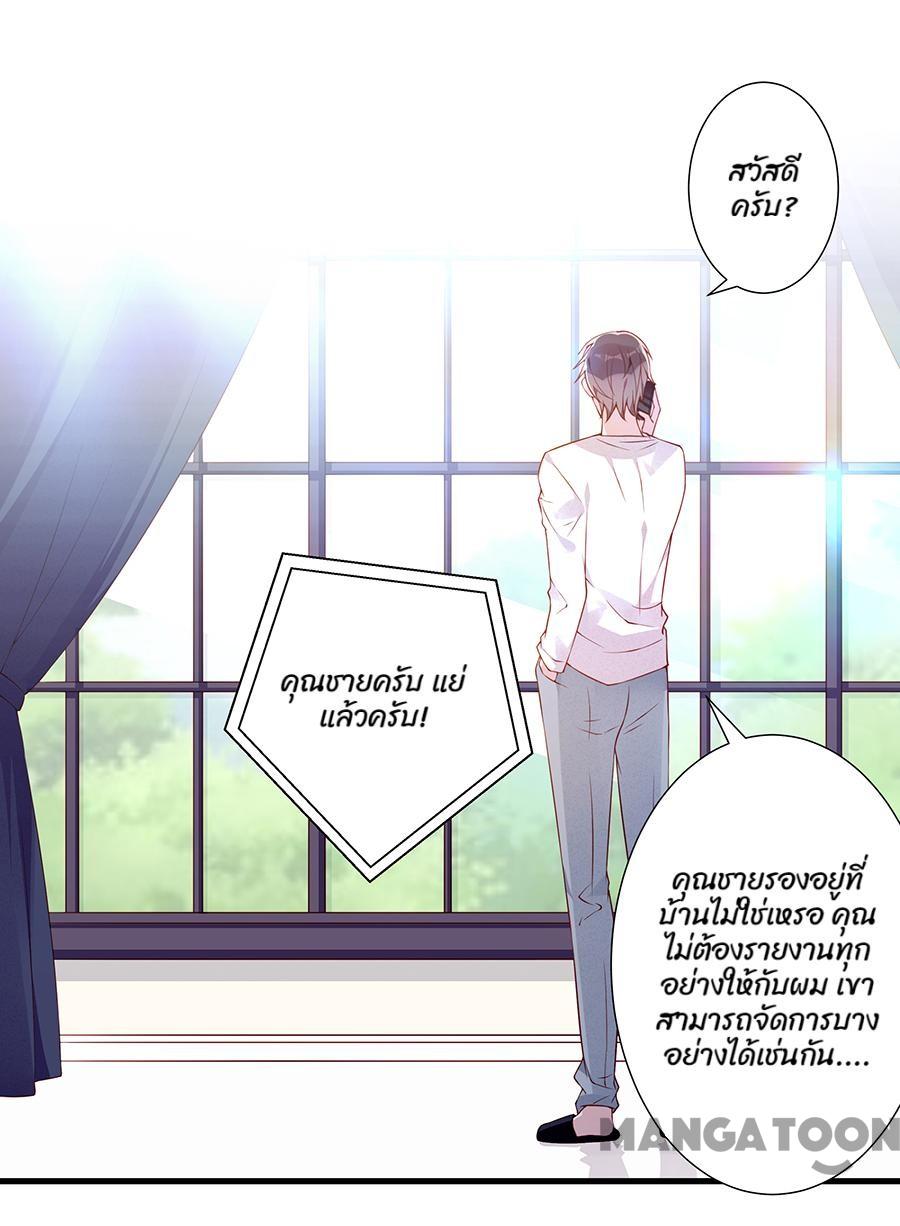 สวัสดี
ครับ?
คุณชายครับ แย่
แล้วครับ!
คุณชายรองอยู่ที่
บ้านไม่ใช่เหรอ คุณ
ไม่ต้องรายงานทุก
อย่างให้กับผม เขา
สามารถจัดการบาง
อย่างได้เช่นกัน....
MANGATOON